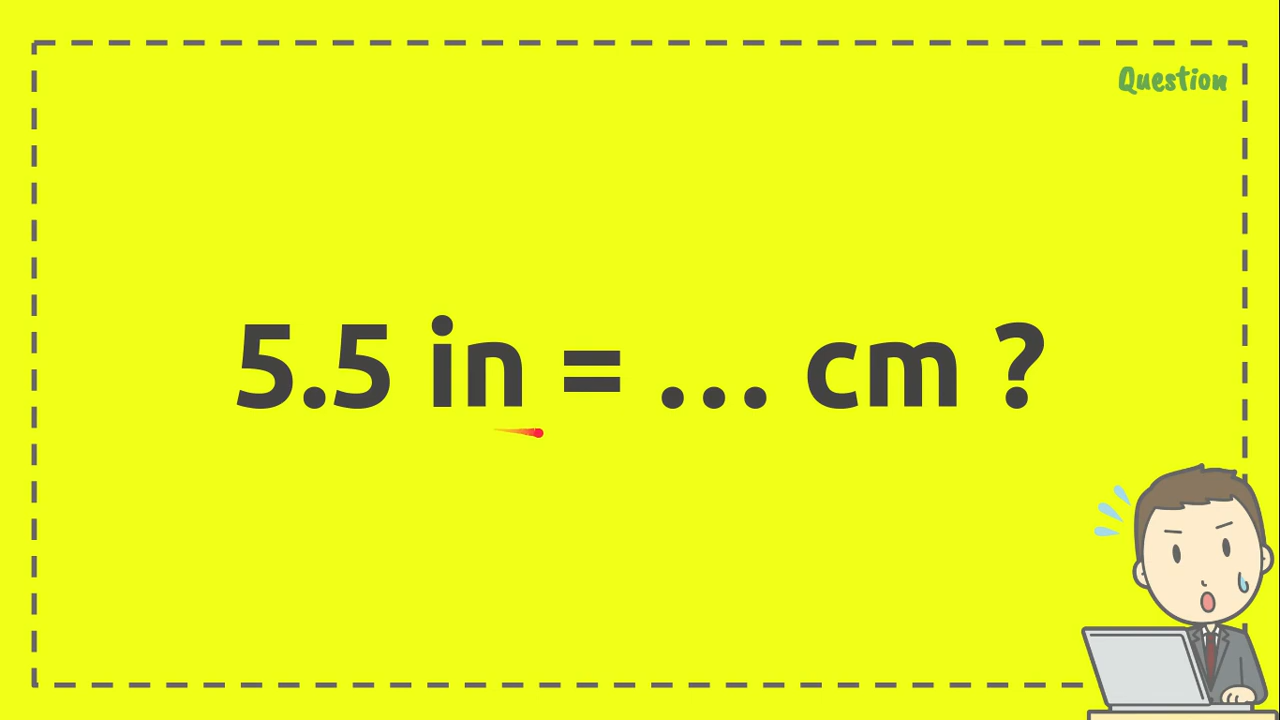 Question
5.5 in = ... cm ?